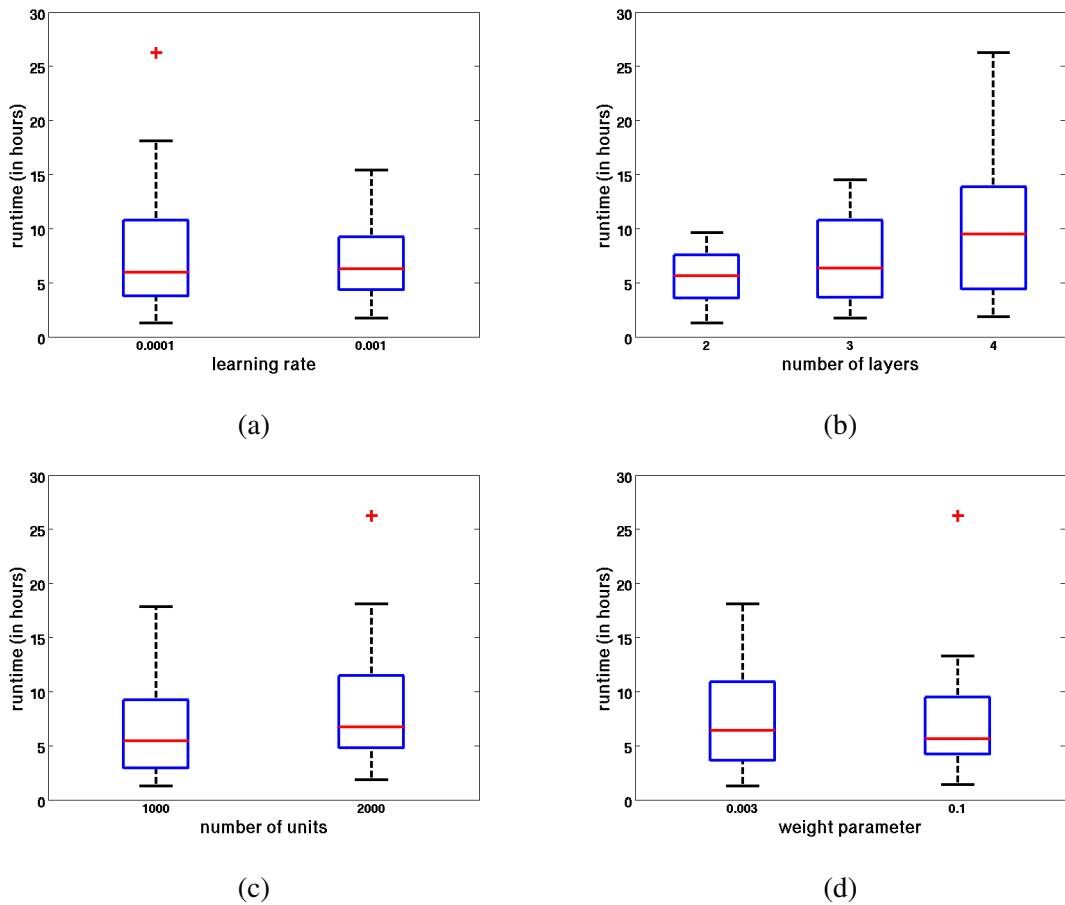 30
25
20
15
10
5
0
runtime (in hours)
0.0001 0.001
learning rate
(a)
30
25
20
15
10
5
0
runtime (in hours)
2 3 4
number of layers
(b)
30
25
20
15
10
5
0
runtime (in hours)
1000 2000
number of units
(c)
30
25
20
15
10
5
0
runtime (in hours)
0.003 0.1
weight parameter
(d)